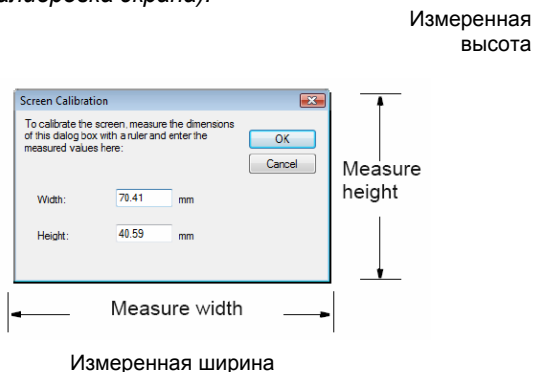 алибровка экрана).
Измеренная
высота
Screen Calibration
To calibrate the screen, measure the dimensions
of this dialog box with a ruler and enter the
measured values here:
OK
Cancel
Width: 70.41 mm
Height: 40.59 mm
Measure
height
Measure width
Измеренная ширина